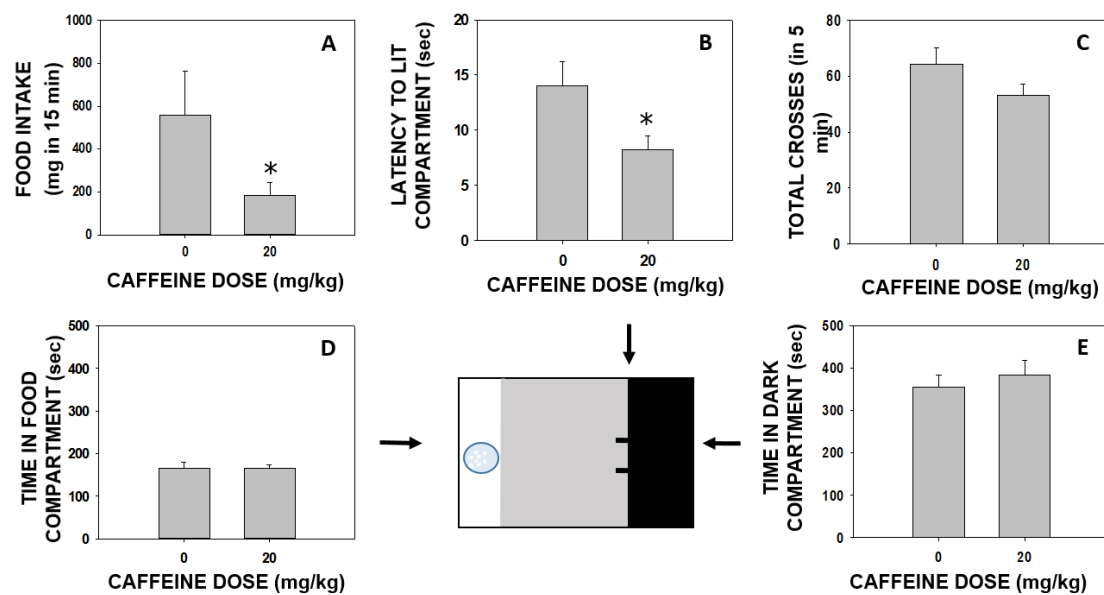 A
FOOD INTAKE
(mg in 15 min)
1000
800
600
400
200
0
*
0 20
CAFFEINE DOSE (mg/kg)
B
LATENCY TO LIT
COMPARTMENT (sec)
20
15
10
5
0
*
0 20
CAFFEINE DOSE (mg/kg)
C
TOTAL CROSSES (in 5
min)
80
60
40
20
0
0 20
CAFFEINE DOSE (mg/kg)
D
TIME IN FOOD
COMPARTMENT (sec)
500
400
300
200
100
0
0 20
CAFFEINE DOSE (mg/kg)
E
TIME IN DARK
COMPARTMENT (sec)
500
400
300
200
100
0
0 20
CAFFEINE DOSE (mg/kg)